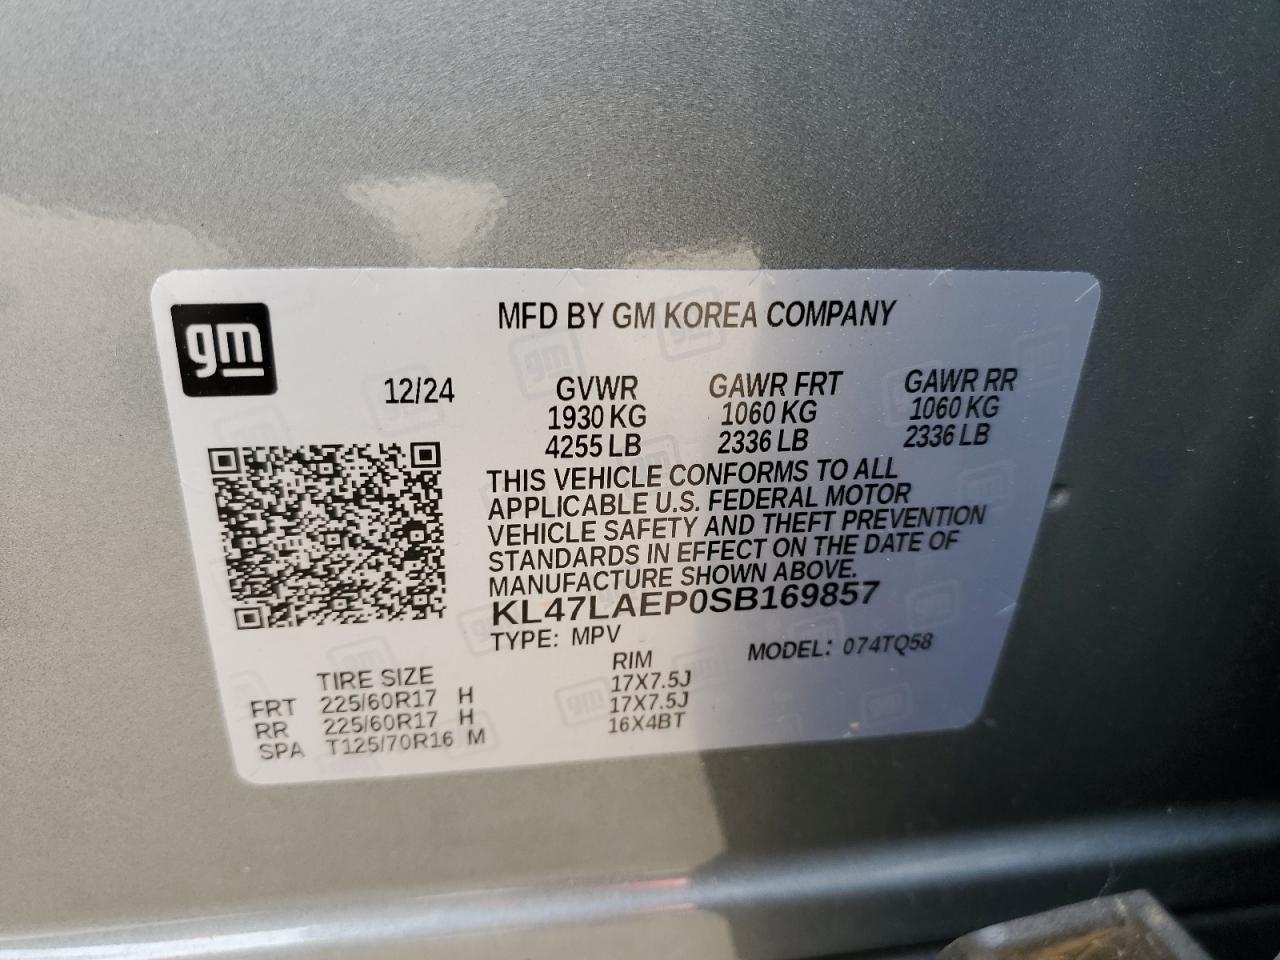 gm
MFD BY GM KOREA COMPANY
12/24 GVWR GAWR FRT GAWR RR
1930 KG 1060 KG 1060 KG
4255 LB 2336 LB 2336 LB
THIS VEHICLE CONFORMS TO ALL
APPLICABLE U.S. FEDERAL MOTOR
VEHICLE SAFETY AND THEFT PREVENTION
STANDARDS IN EFFECT ON THE DATE OF
MANUFACTURE SHOWN ABOVE.
KL47LAEP0SB169857
TYPE: MPV MODEL: 074TQ58
TIRE SIZE RIM
FRT 225/60R17 H 17X7.5J
RR 225/60R17 H 17X7.5J
SPA T125/70R16 M 16X4BT